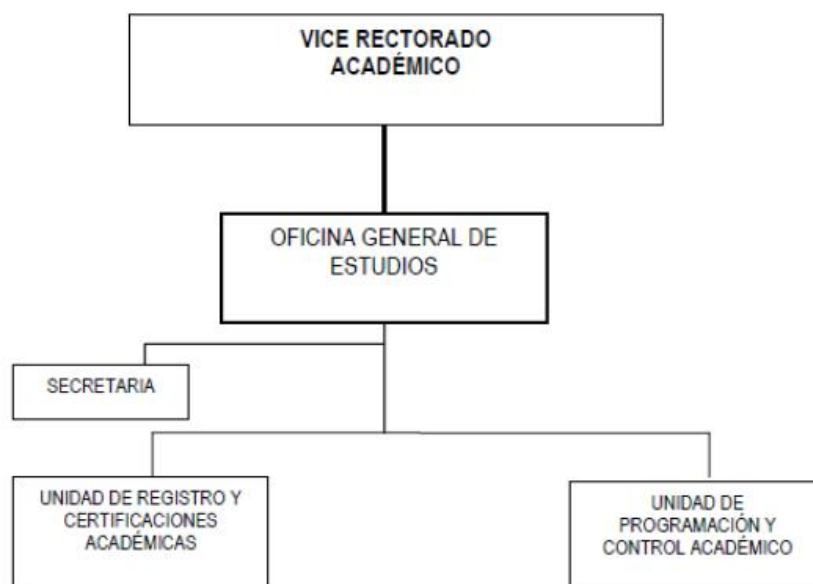 VICE RECTORADO
ACADÉMICO
OFICINA GENERAL DE
ESTUDIOS
SECRETARIA
UNIDAD DE REGISTRO Y
CERTIFICACIONES
ACADÉMICAS
UNIDAD DE
PROGRAMACIÓN Y
CONTROL ACADÉMICO